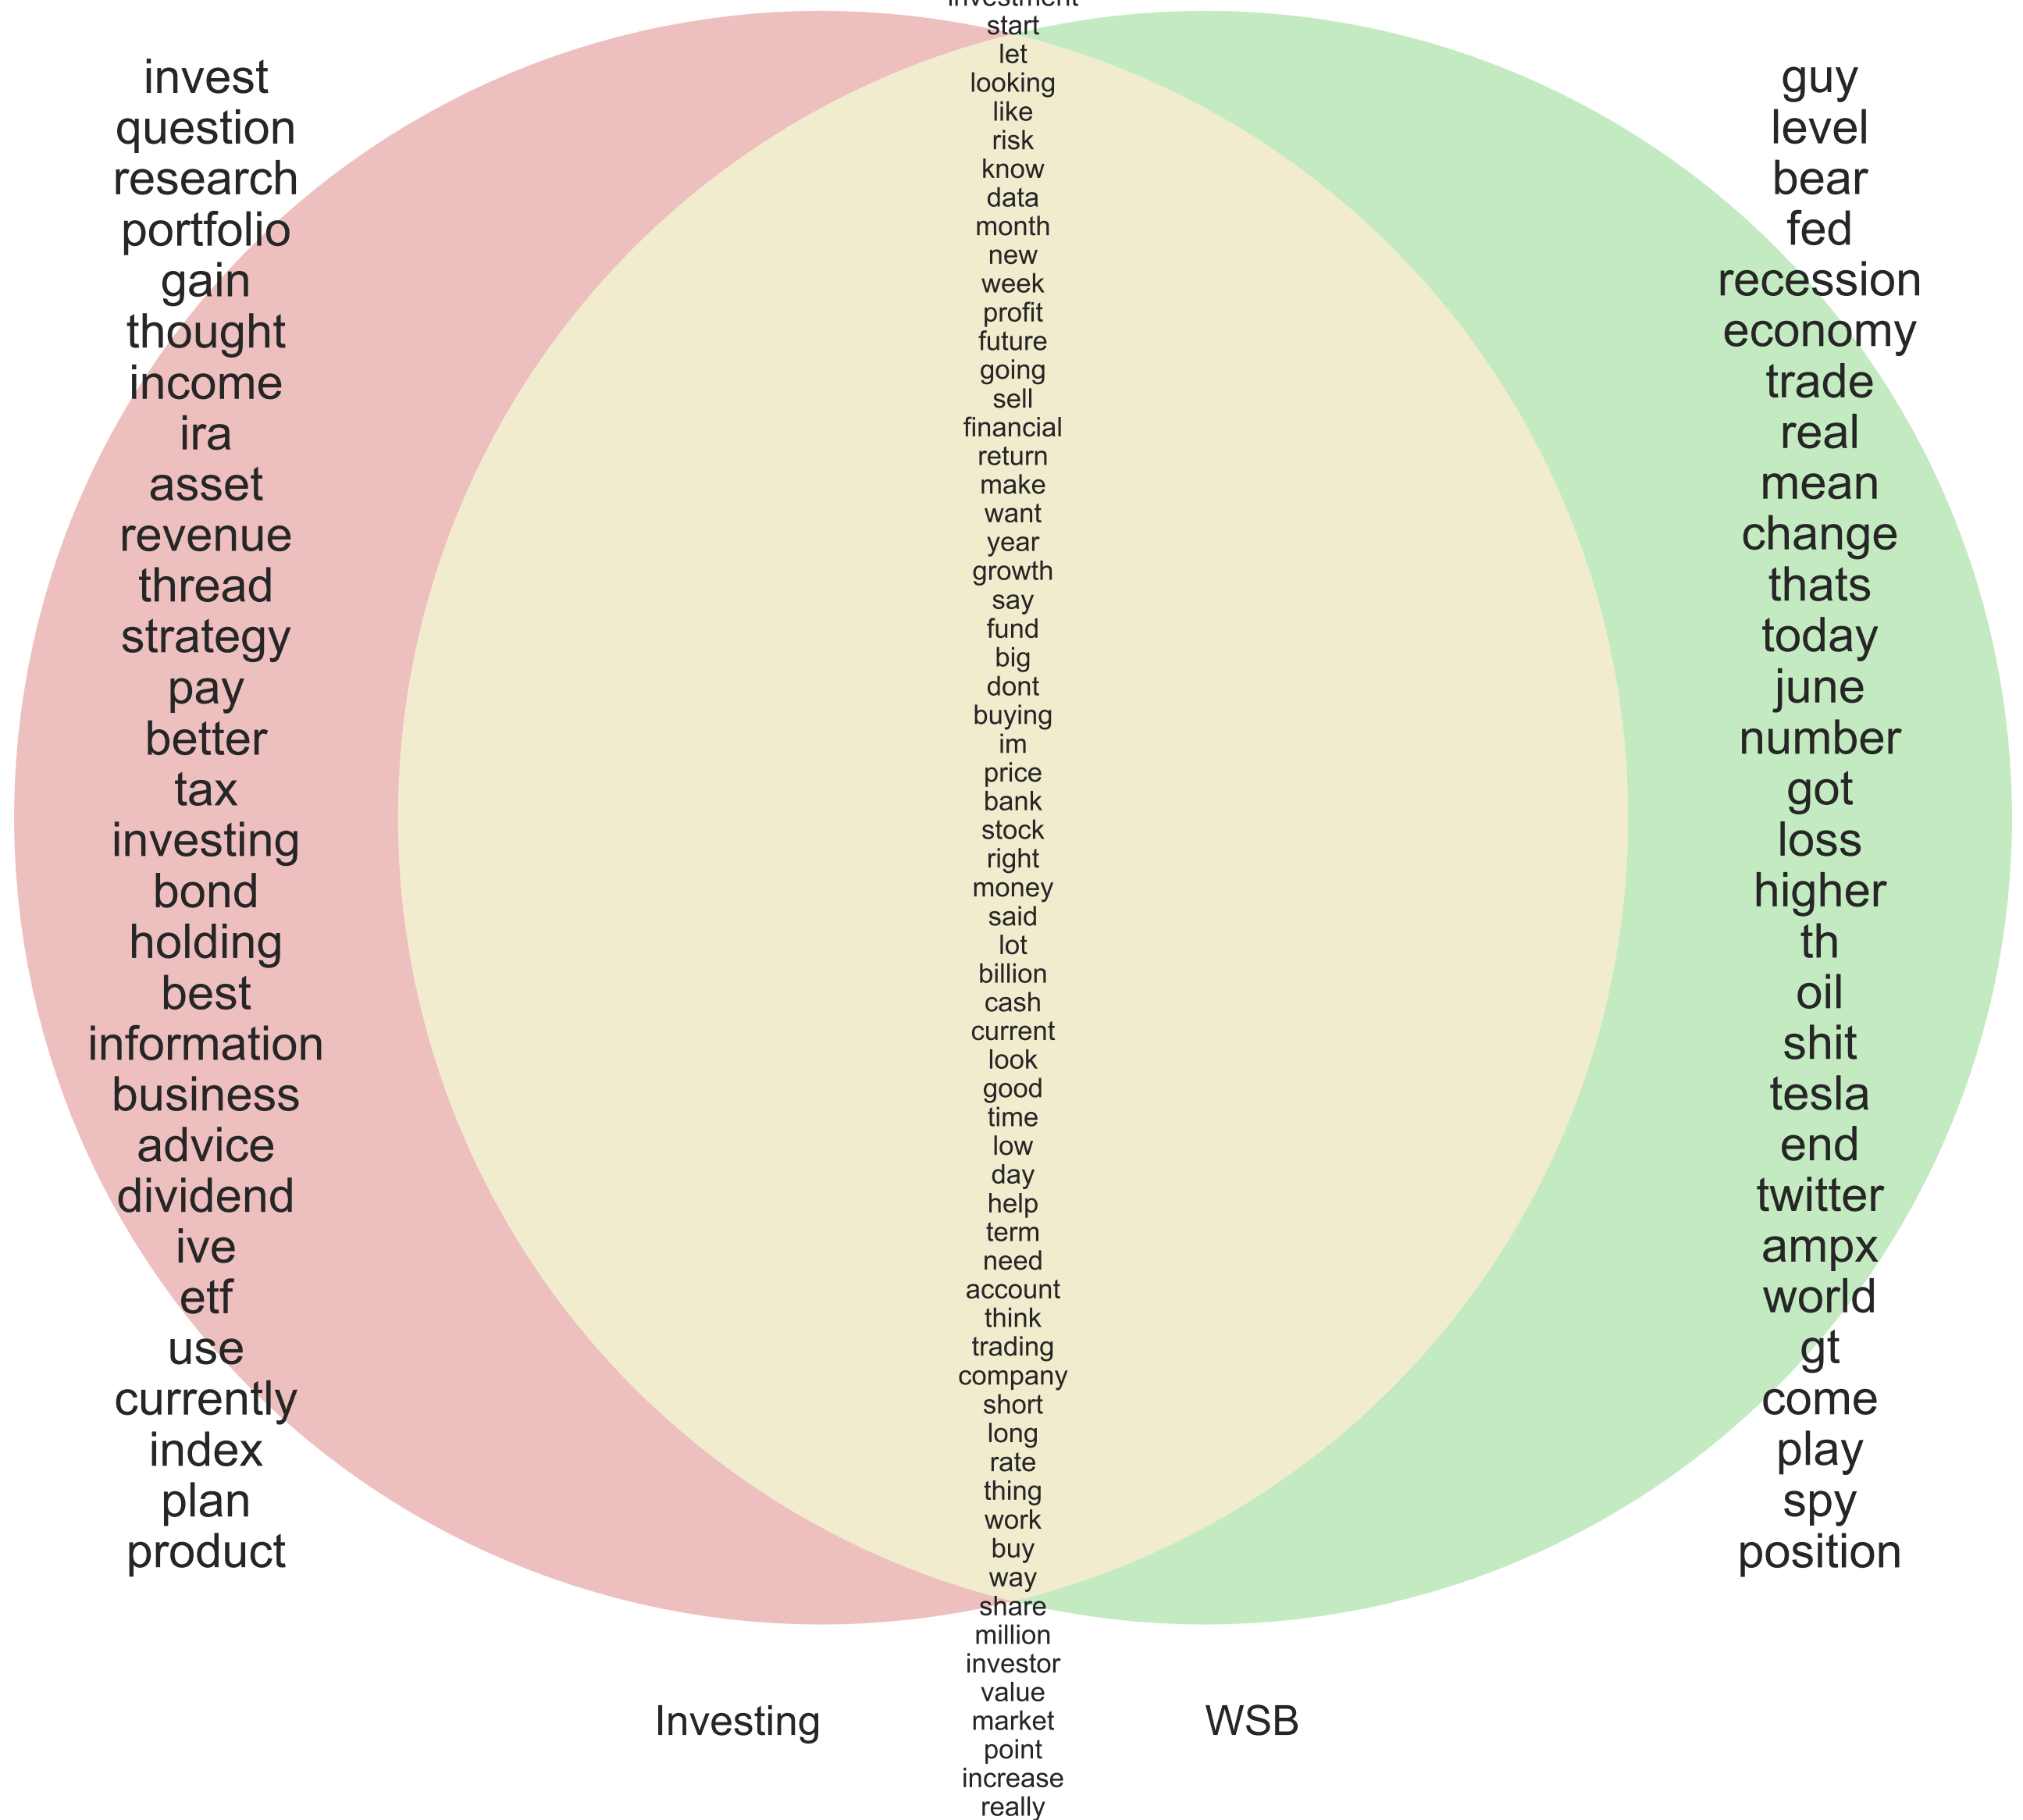 invest
question
research
portfolio
gain
thought
income
ira
asset
revenue
thread
strategy
pay
better
tax
investing
bond
holding
best
information
business
advice
dividend
ive
etf
use
currently
index
plan
product
investment
start
let
looking
like
risk
know
data
month
new
week
profit
future
going
sell
financial
return
make
want
year
growth
say
fund
big
dont
buying
im
price
bank
stock
right
money
said
lot
billion
cash
current
look
good
time
low
day
help
term
need
account
think
trading
company
short
long
rate
thing
work
buy
way
share
million
investor
value
market
point
increase
really
guy
level
bear
fed
recession
economy
trade
real
mean
change
thats
today
june
number
got
loss
higher
th
oil
shit
tesla
end
twitter
ampx
world
gt
come
play
spy
position
Investing
WSB